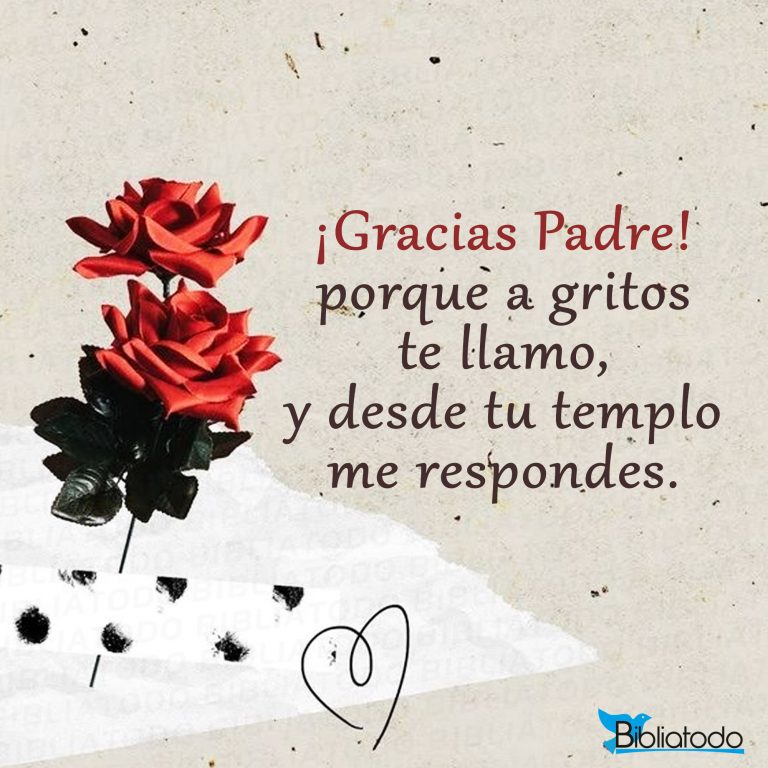 ¡Gracias Padre!
porque a gritos
te llamo,
y desde tu templo
me respondes.
Bibliatodo